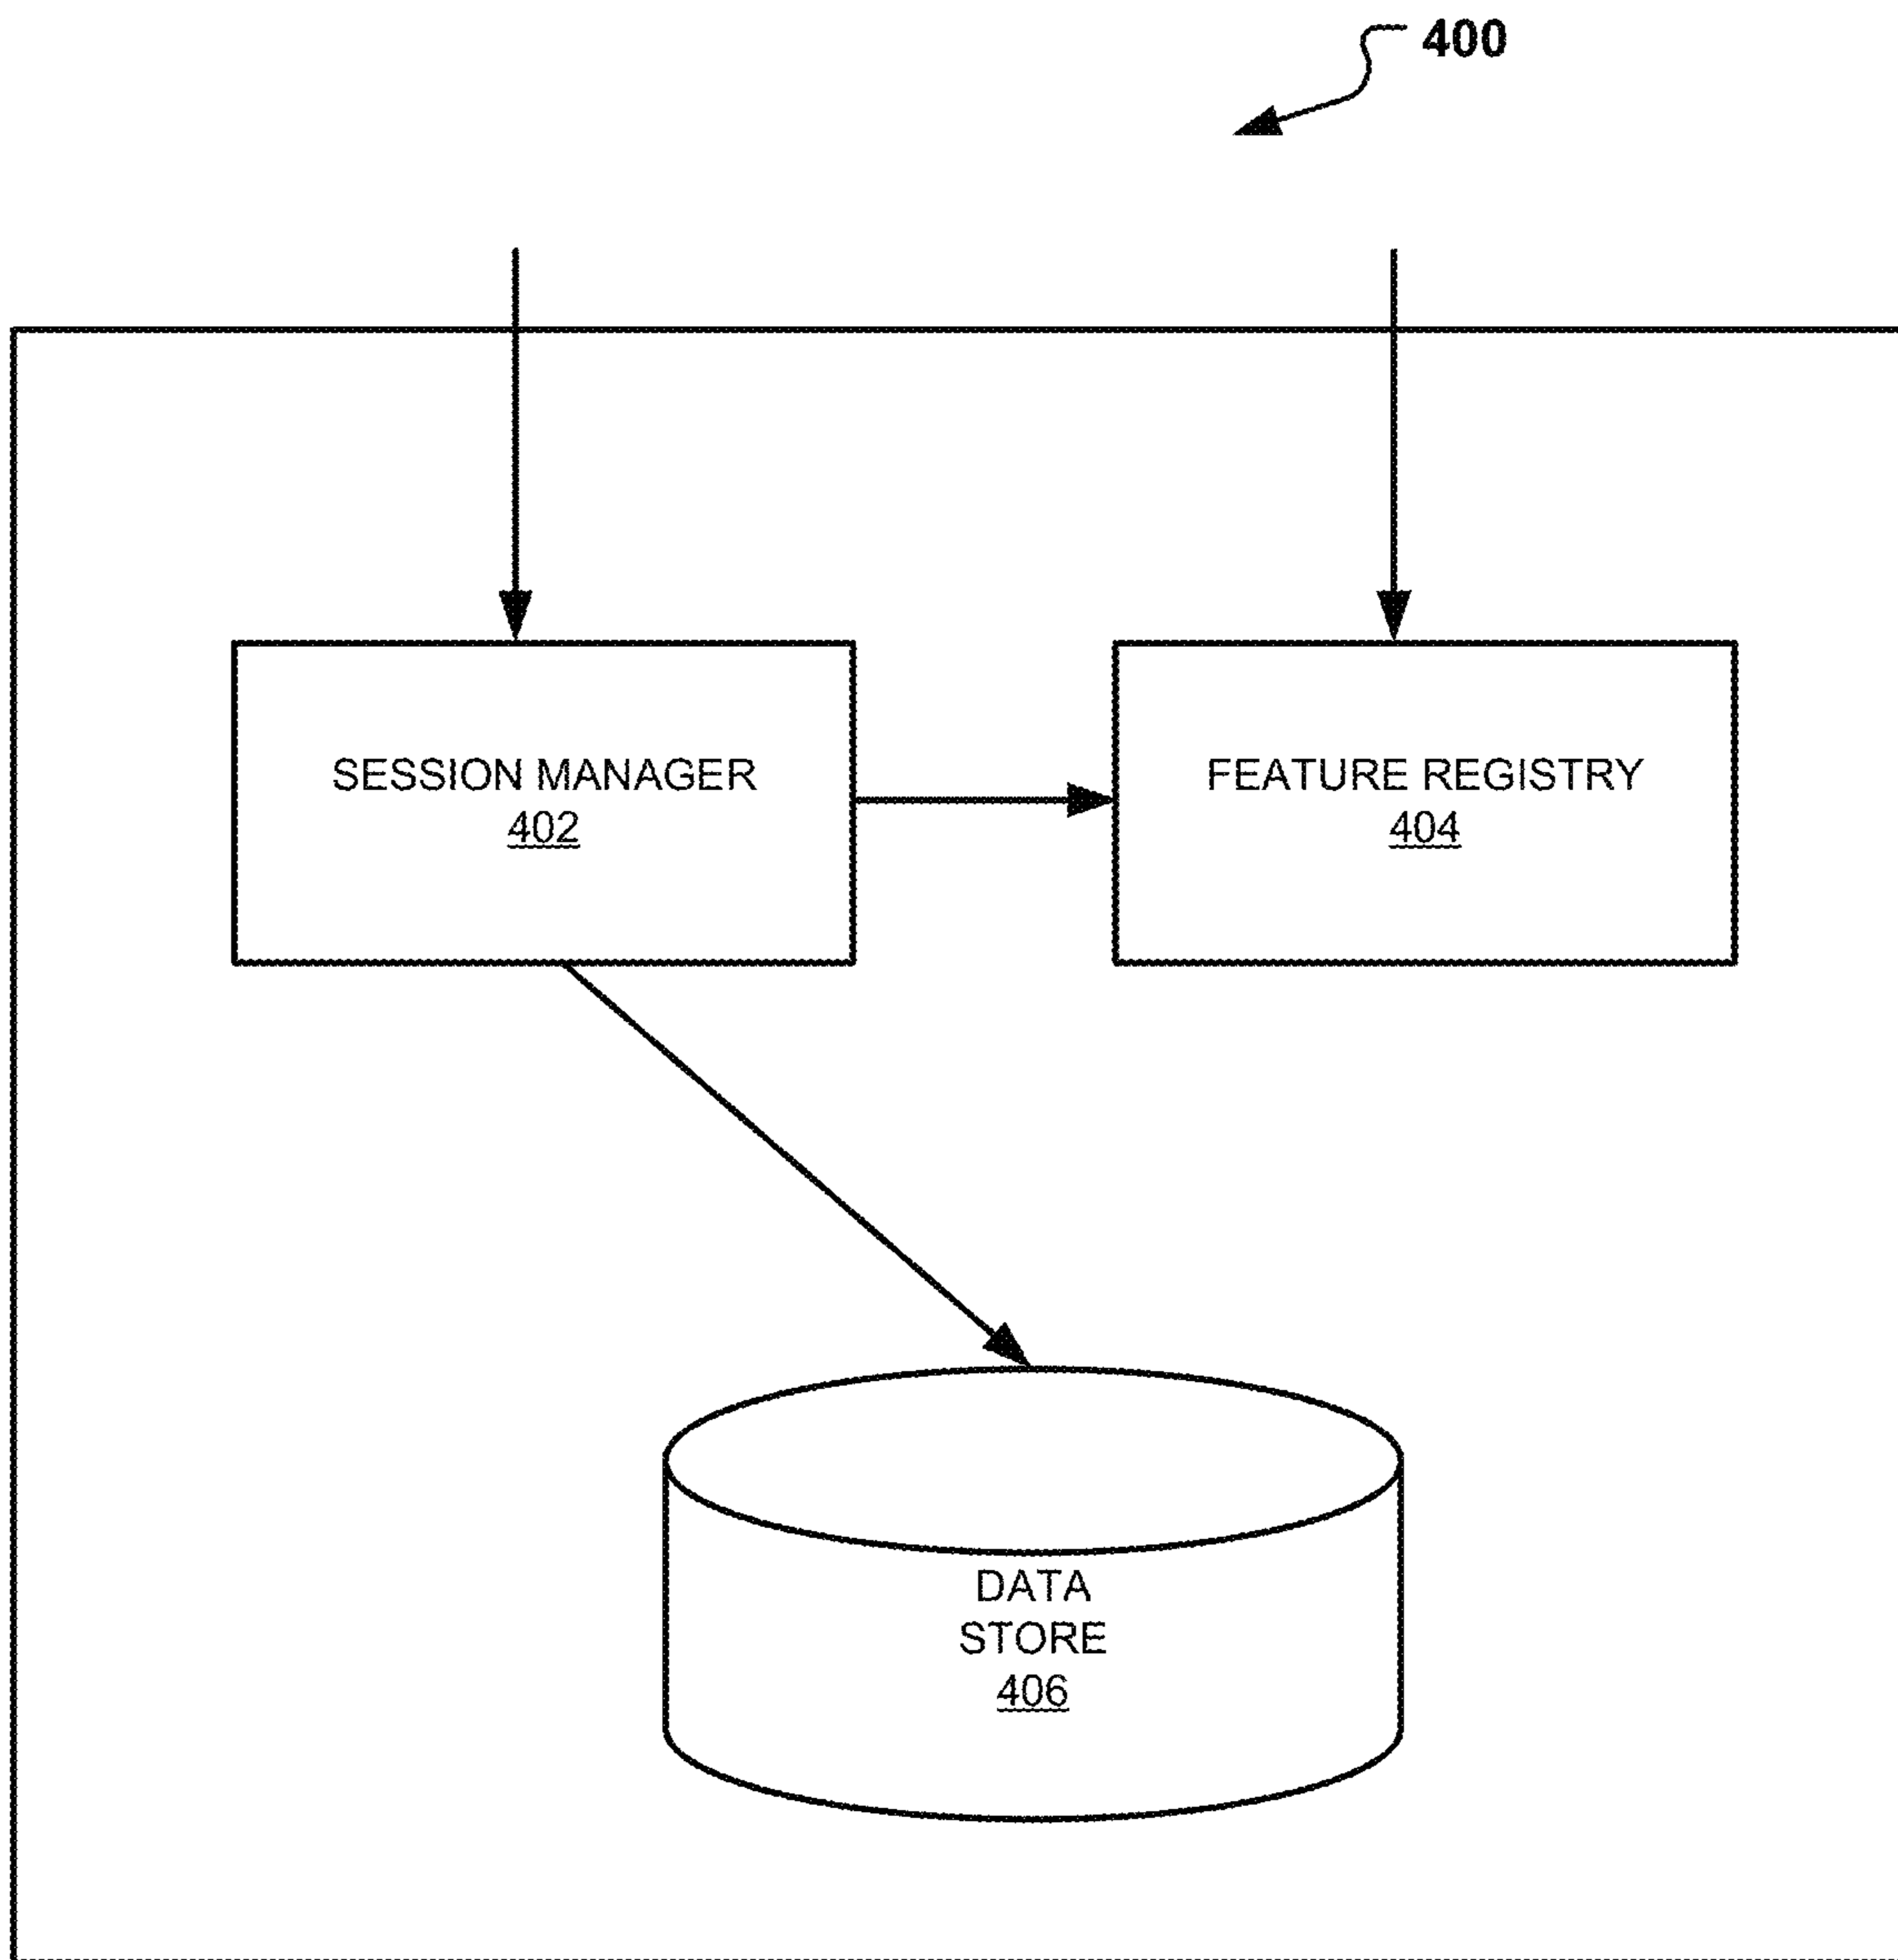 400
SESSION MANAGER
402
FEATURE REGISTRY
404
DATA
STORE
406